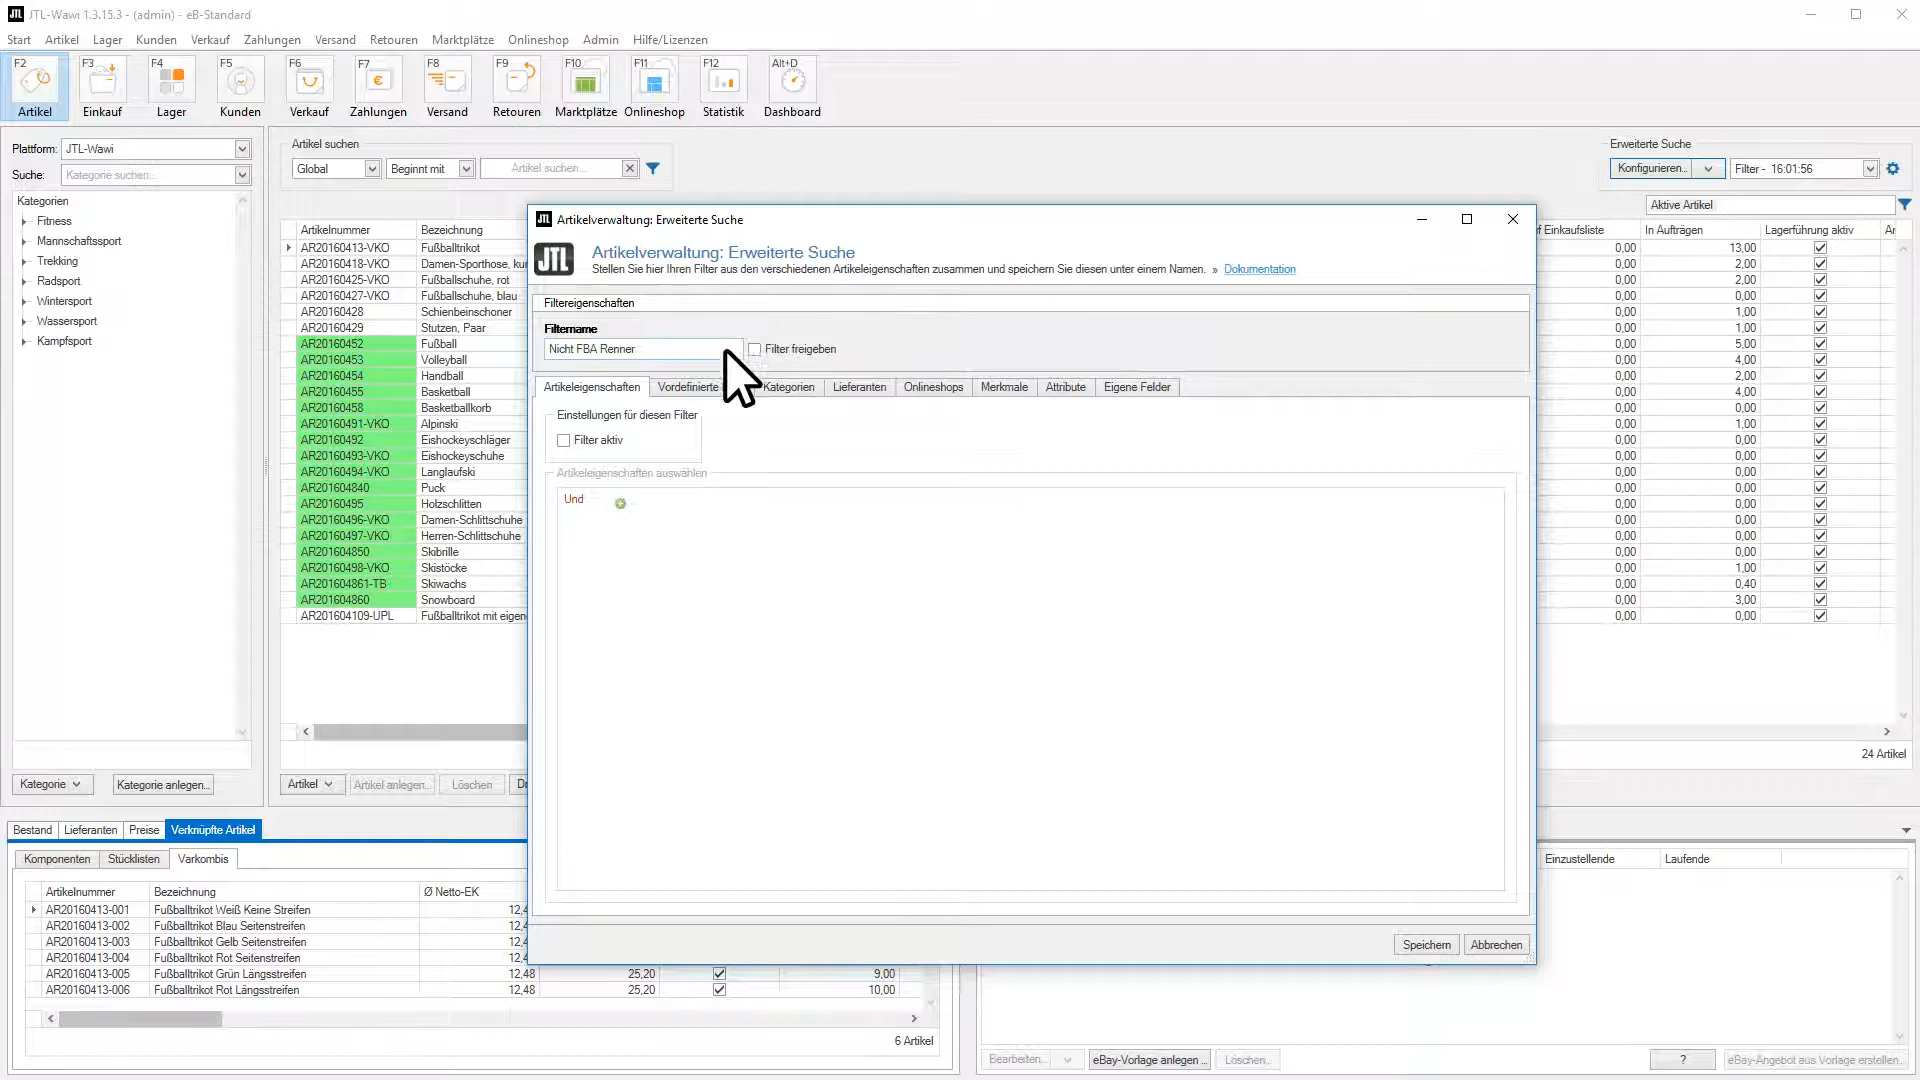 JTL-Wawi 1.3.15.3 - (admin) - eB-Standard
Start Artikel Lager Kunden Verkauf Zahlungen Versand Retouren Marktplätze Onlineshop Admin Hilfe/Lizenzen
F2 F3 F4 F5 F6 F7 F8 F9 F10 F11 F12 Alt+D
Artikel Einkauf Lager Kunden Verkauf Zahlungen Versand Retouren Marktplätze Onlineshop Statistik Dashboard
Plattform: JTL-Wawi
Suche: Kategorie suchen...
Kategorien
Fitness
Mannschaftssport
Trekking
Radsport
Wintersport
Wassersport
Kampfsport
Kategorie Kategorie anlegen...
Artikel suchen
Global Beginnt mit Artikel suchen...
Erweiterte Suche
Konfigurieren... Filter - 16:01:56
Aktive Artikel
Artikelnummer Bezeichnung
AR20160413-VKO Fußballtrikot
AR20160418-VKO Damen-Sporthose, kur
AR20160425-VKO Fußballschuhe, rot
AR20160427-VKO Fußballschuhe, blau
AR20160428 Schienbeinschoner
AR20160429 Stutzen, Paar
AR20160452 Fußball
AR20160453 Volleyball
AR20160454 Handball
AR20160455 Basketball
AR20160458 Basketballkorb
AR20160491-VKO Alpinski
AR20160492 Eishockeyschläger
AR20160493-VKO Eishockeyschuhe
AR20160494-VKO Langlaufski
AR201604840 Puck
AR20160495 Holzschlitten
AR20160496-VKO Damen-Schlittschuhe
AR20160497-VKO Herren-Schlittschuhe
AR201604850 Skibrille
AR20160498-VKO Skistöcke
AR201604861-TB Skiwachs
AR201604860 Snowboard
AR201604109-UPL Fußballtrikot mit eigen
f Einkaufsliste In Aufträgen Lagerführung aktiv Ar
0,00 13,00
0,00 2,00
0,00 2,00
0,00 0,00
0,00 1,00
0,00 1,00
0,00 5,00
0,00 4,00
0,00 2,00
0,00 4,00
0,00 0,00
0,00 1,00
0,00 0,00
0,00 0,00
0,00 0,00
0,00 0,00
0,00 0,00
0,00 0,00
0,00 0,00
0,00 0,00
0,00 1,00
0,00 0,40
0,00 3,00
0,00 0,00
24 Artikel
Artikel Artikel anlegen... Löschen
Artikelverwaltung: Erweiterte Suche
JTL
Artikelverwaltung: Erweiterte Suche
Stellen Sie hier Ihren Filter aus den verschiedenen Artikeleigenschaften zusammen und speichern Sie diesen unter einem Namen. » Dokumentation
Filtereigenschaften
Filtername
Nicht FBA Renner Filter freigeben
Artikeleigenschaften Vordefinierte Kategorien Lieferanten Onlineshops Merkmale Attribute Eigene Felder
Einstellungen für diesen Filter
Filter aktiv
Artikeleigenschaften auswählen
Und
Speichern Abbrechen
Bestand Lieferanten Preise Verknüpfte Artikel
Komponenten Stücklisten Varkombis
Artikelnummer Bezeichnung Ø Netto-EK
AR20160413-001 Fußballtrikot Weiß Keine Streifen 12,4
AR20160413-002 Fußballtrikot Blau Seitenstreifen 12,4
AR20160413-003 Fußballtrikot Gelb Seitenstreifen 12,4
AR20160413-004 Fußballtrikot Rot Seitenstreifen 12,4
AR20160413-005 Fußballtrikot Grün Längsstreifen 12,48 25,20 9,00
AR20160413-006 Fußballtrikot Rot Längsstreifen 12,48 25,20 10,00
6 Artikel
Einzustellende Laufende
Bearbeiten... eBay-Vorlage anlegen ... Löschen... ? eBay-Angebot aus Vorlage erstellen...